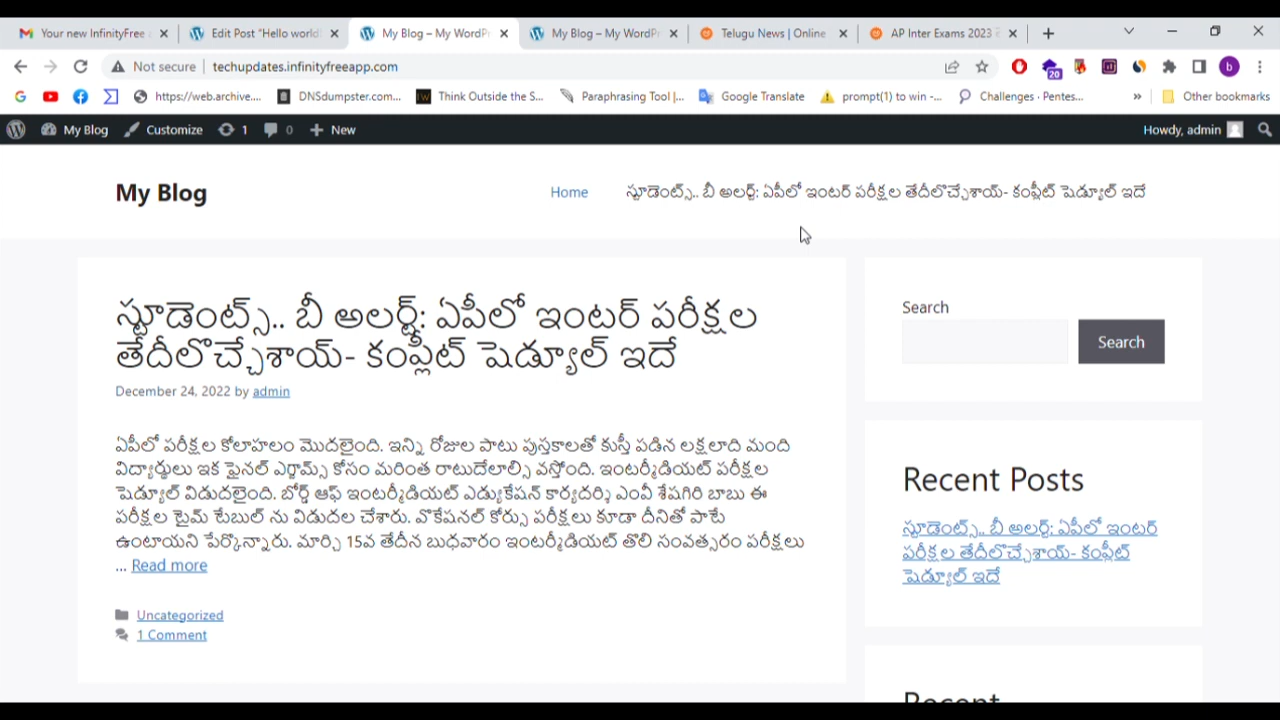 Your new InfinityFree
Edit Post "Hello world
My Blog – My WordPr
My Blog – My WordPr
Telugu News | Online
AP Inter Exams 2023
Not secure
techupdates.infinityfreeapp.com
20
b
https://web.archive....
DNSdumpster.com...
Think Outside the S...
Paraphrasing Tool |...
Google Translate
prompt(1) to win -...
Challenges · Pentes...
»
Other bookmarks
My Blog
Customize
1
0
New
Howdy, admin
My Blog
Home
స్టూడెంట్స్.. బీ అలర్ట్: ఏపీలో ఇంటర్ పరీక్షల తేదీలొచ్చేశాయ్- కంప్లీట్ షెడ్యూల్ ఇదే
స్టూడెంట్స్.. బీ అలర్ట్: ఏపీలో ఇంటర్ పరీక్షల
తేదీలొచ్చేశాయ్- కంప్లీట్ షెడ్యూల్ ఇదే
December 24, 2022 by admin
ఏపీలో పరీక్షల కోలాహలం మొదలైంది. ఇన్ని రోజుల పాటు పుస్తకాలతో కుస్తీ పడిన లక్షలాది మంది
విద్యార్థులు ఇక ఫైనల్ ఎగ్జామ్స్ కోసం మరింత రాటుదేలాల్సి వస్తోంది. ఇంటర్మీడియట్ పరీక్షల
షెడ్యూల్ విడుదలైంది. బోర్డ్ ఆఫ్ ఇంటర్మీడియట్ ఎడ్యుకేషన్ కార్యదర్శి ఎంవీ శేషగిరి బాబు ఈ
పరీక్షల టైమ్ టేబుల్ ను విడుదల చేశారు. వొకేషనల్ కోర్సు పరీక్షలు కూడా దీనితో పాటే
ఉంటాయని పేర్కొన్నారు. మార్చి 15వ తేదీన బుధవారం ఇంటర్మీడియట్ తొలి సంవత్సరం పరీక్షలు
... Read more
Uncategorized
1 Comment
Search
Search
Recent Posts
స్టూడెంట్స్.. బీ అలర్ట్: ఏపీలో ఇంటర్
పరీక్షల తేదీలొచ్చేశాయ్- కంప్లీట్
షెడ్యూల్ ఇదే
Recent